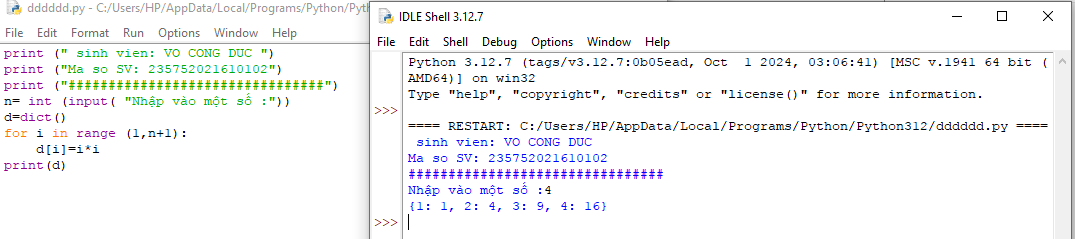 dddddd.py - C:/Users/HP/AppData/Local/Programs/Python/Pyt
File Edit Format Run Options Window Help
print (" sinh vien: VO CONG DUC ")
print ("Ma so SV: 235752021610102")
print ("################################")
n= int (input( "Nhập vào một số :"))
d=dict()
for i in range (1,n+1):
    d[i]=i*i
print(d)
IDLE Shell 3.12.7
File Edit Shell Debug Options Window Help
Python 3.12.7 (tags/v3.12.7:0b05ead, Oct  1 2024, 03:06:41) [MSC v.1941 64 bit (
AMD64)] on win32
Type "help", "copyright", "credits" or "license()" for more information.
>>>
==== RESTART: C:/Users/HP/AppData/Local/Programs/Python/Python312/dddddd.py ====
 sinh vien: VO CONG DUC
Ma so SV: 235752021610102
################################
Nhập vào một số :4
{1: 1, 2: 4, 3: 9, 4: 16}
>>>